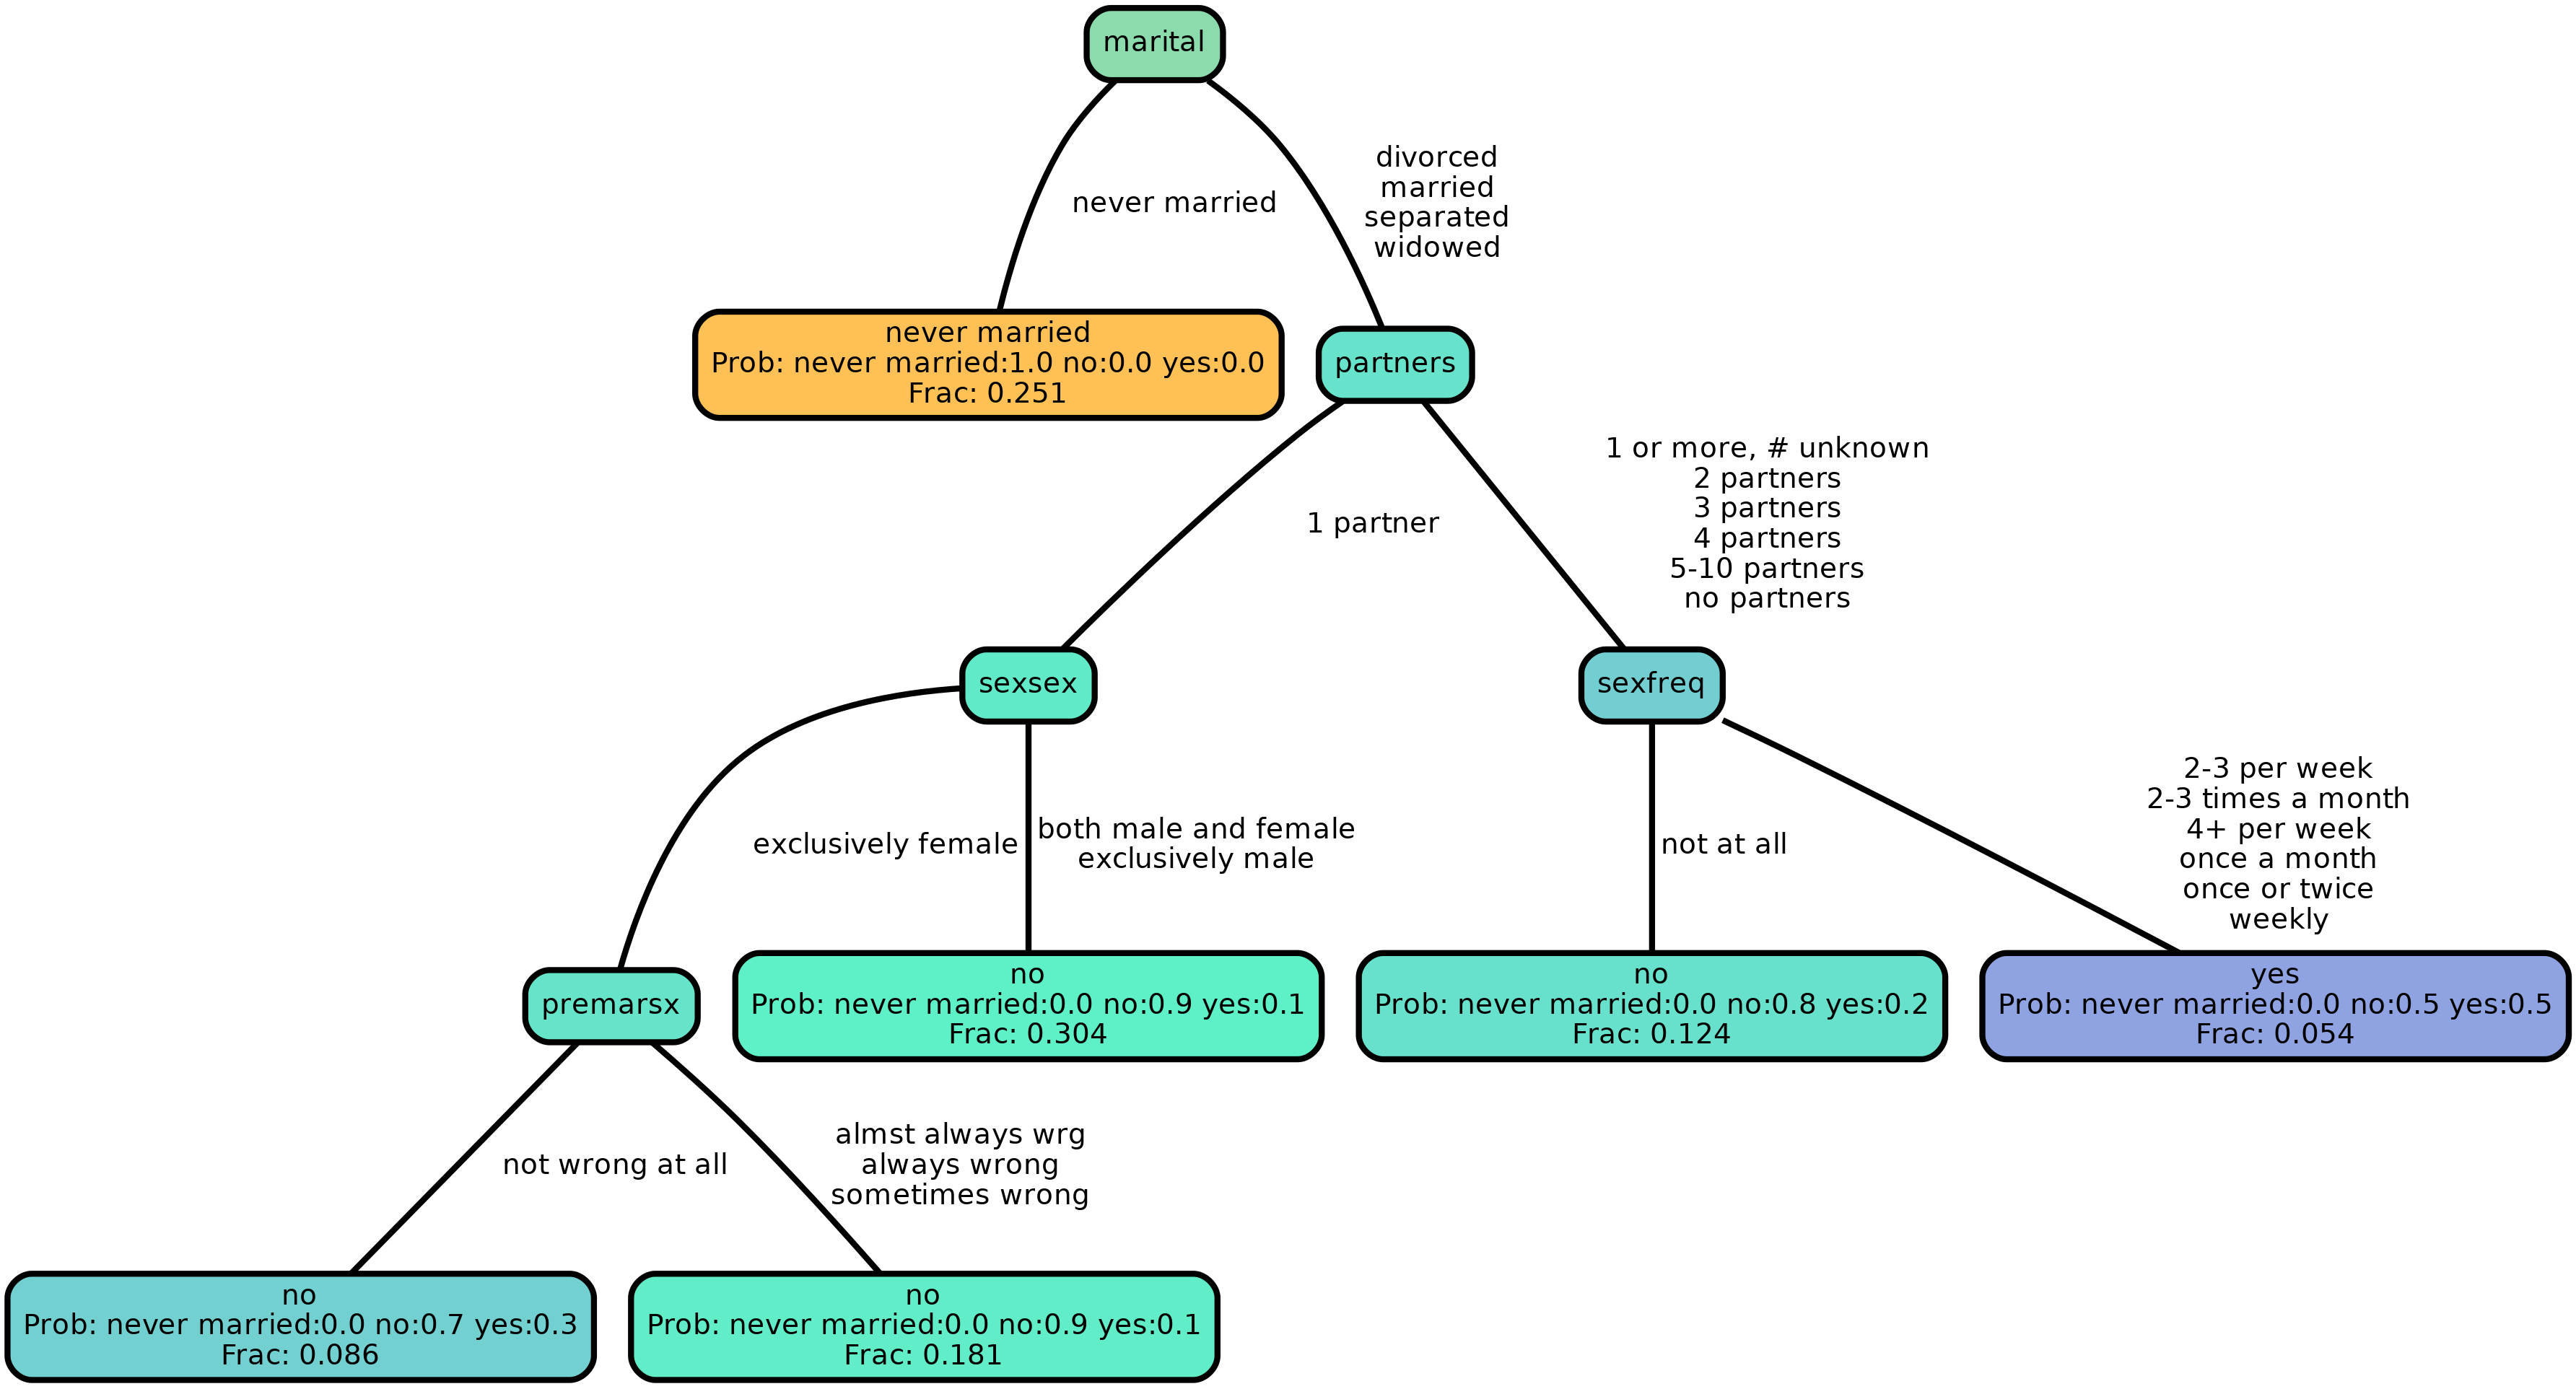 marital
never married
divorced
married
separated
widowed
never married
Prob: never married:1.0 no:0.0 yes:0.0
Frac: 0.251
partners
1 partner
1 or more, # unknown
2 partners
3 partners
4 partners
5-10 partners
no partners
sexsex
sexfreq
exclusively female
both male and female
exclusively male
not at all
2-3 per week
2-3 times a month
4+ per week
once a month
once or twice
weekly
premarsx
no
Prob: never married:0.0 no:0.9 yes:0.1
Frac: 0.304
no
Prob: never married:0.0 no:0.8 yes:0.2
Frac: 0.124
yes
Prob: never married:0.0 no:0.5 yes:0.5
Frac: 0.054
not wrong at all
almst always wrg
always wrong
sometimes wrong
no
Prob: never married:0.0 no:0.7 yes:0.3
Frac: 0.086
no
Prob: never married:0.0 no:0.9 yes:0.1
Frac: 0.181